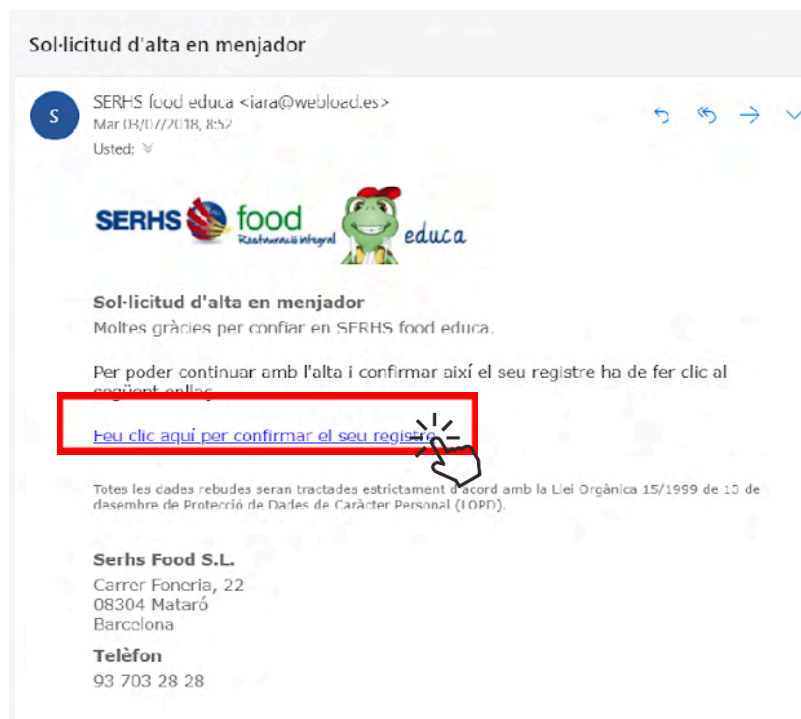 Sol·licitud d'alta en menjador
S
SERHS food educa <iara@webload.es>
Mar 03/07/2018, 8:52
Usted:
SERHS food educa
Restauració integral
Sol·licitud d'alta en menjador
Moltes gràcies per confiar en SERHS food educa.
Per poder continuar amb l'alta i confirmar així el seu registre ha de fer clic al
següent enllaç
Feu clic aquí per confirmar el seu registre
Totes les dades rebudes seran tractades estrictament d'acord amb la Llei Orgànica 15/1999 de 13 de
desembre de Protecció de Dades de Caràcter Personal (LOPD).
Serhs Food S.L.
Carrer Foneria, 22
08304 Mataró
Barcelona
Telèfon
93 703 28 28